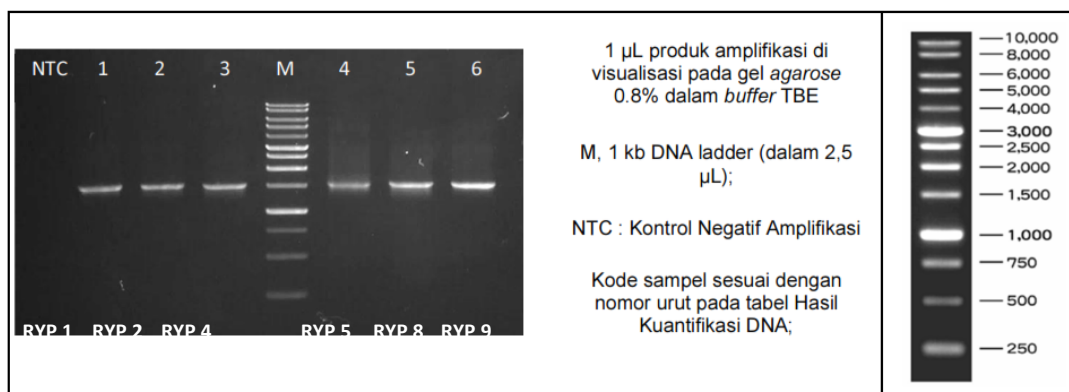 NTC 1 2 3 M 4 5 6
RYP 1 RYP 2 RYP 4 RYP 5 RYP 8 RYP 9
1 µL produk amplifikasi di
visualisasi pada gel agarose
0.8% dalam buffer TBE
M, 1 kb DNA ladder (dalam 2,5
µL);
NTC : Kontrol Negatif Amplifikasi
Kode sampel sesuai dengan
nomor urut pada tabel Hasil
Kuantifikasi DNA;
10,000
8,000
6,000
5,000
4,000
3,000
2,500
2,000
1,500
1,000
750
500
250